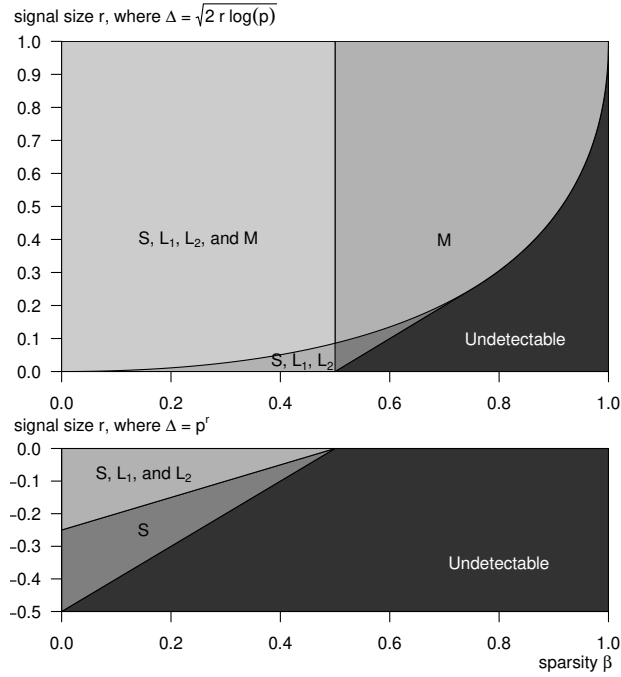 signal size r, where Δ = √2 r log(p)
1.0
0.9
0.8
0.7
0.6
0.5
0.4
0.3
0.2
0.1
0.0
S, L₁, L₂, and M
M
S, L₁, L₂
Undetectable
0.0 0.2 0.4 0.6 0.8 1.0
signal size r, where Δ = pʳ
0.0
−0.1
−0.2
−0.3
−0.4
−0.5
S, L₁, and L₂
S
Undetectable
0.0 0.2 0.4 0.6 0.8 1.0
sparsity β